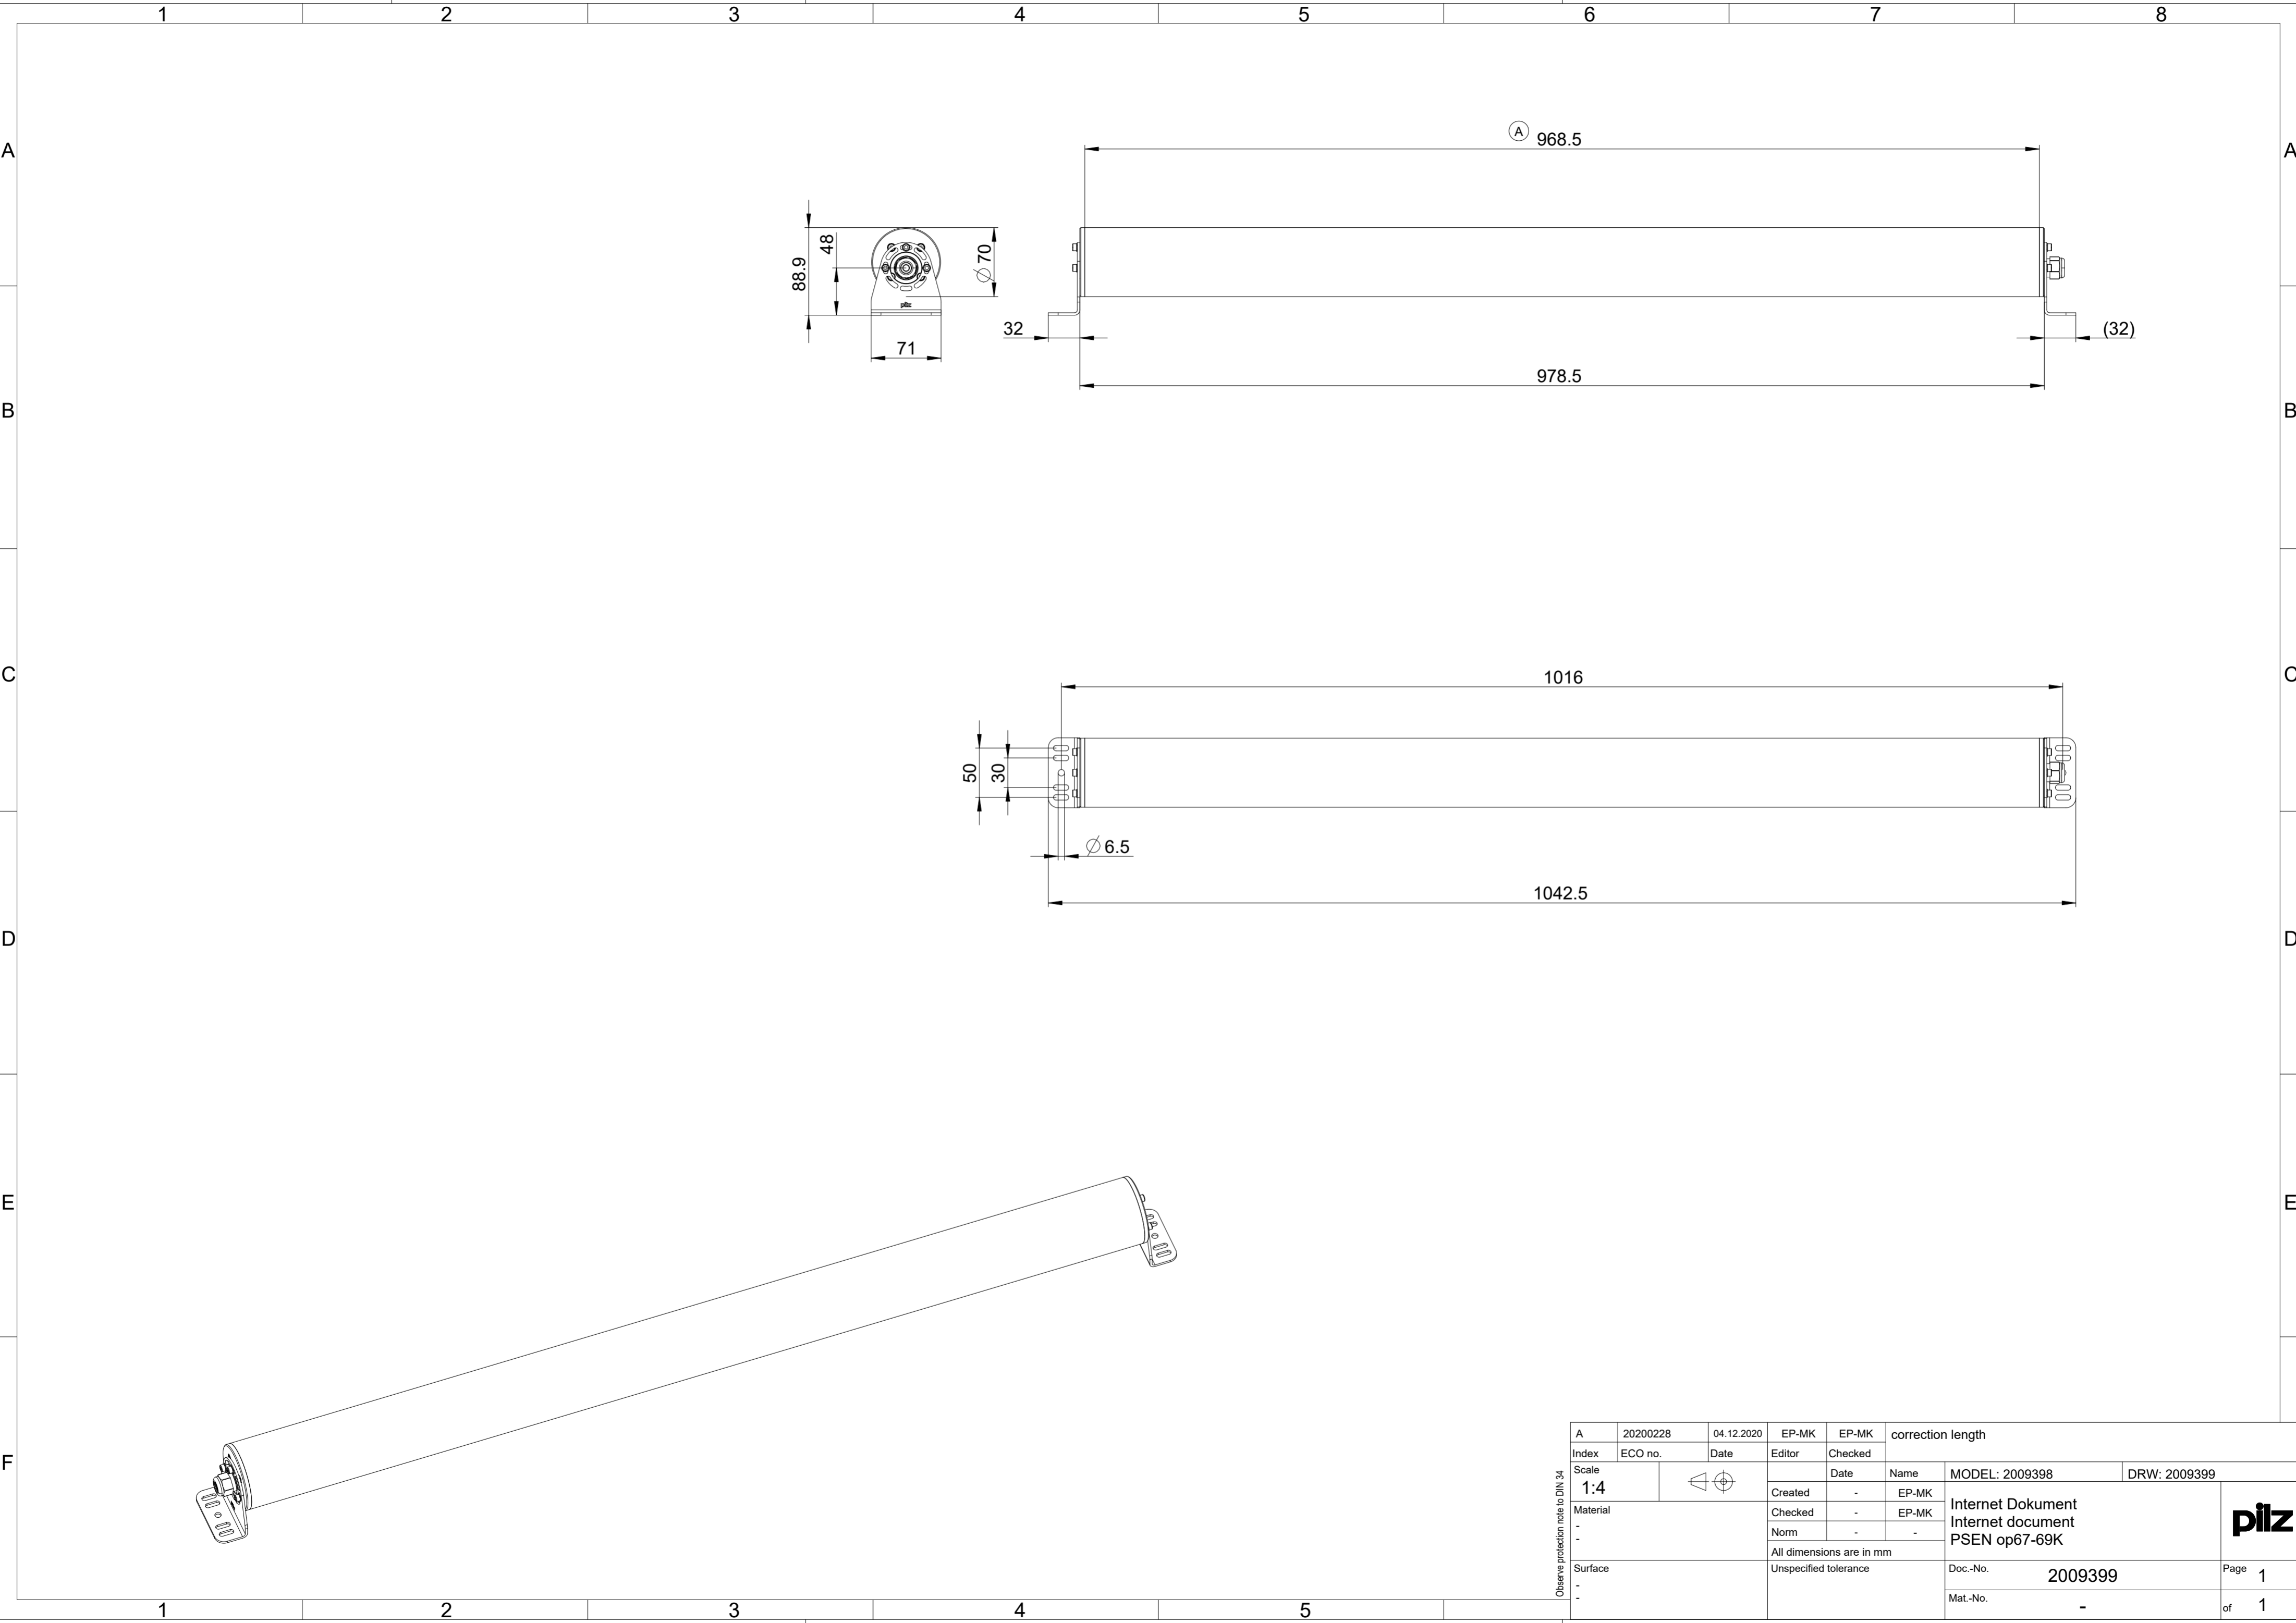 1 2 3 4 5 6 7 8
A A
A 968.5
88.9 48 ⌀ 70
pilz
32 (32)
71
978.5
B B
C C
1016
50 30
⌀ 6.5
1042.5
D D
E E
F
Observe protection note to DIN 34
A 20200228 04.12.2020 EP-MK EP-MK correction length
Index ECO no. Date Editor Checked
Scale Date Name MODEL: 2009398 DRW: 2009399
1:4
Created - EP-MK
Material Checked - EP-MK
-
- Norm - -
Internet Dokument
Internet document
PSEN op67-69K
pilz
All dimensions are in mm
Surface Unspecified tolerance Doc.-No. 2009399 Page 1
-
- Mat.-No. - of 1
1 2 3 4 5